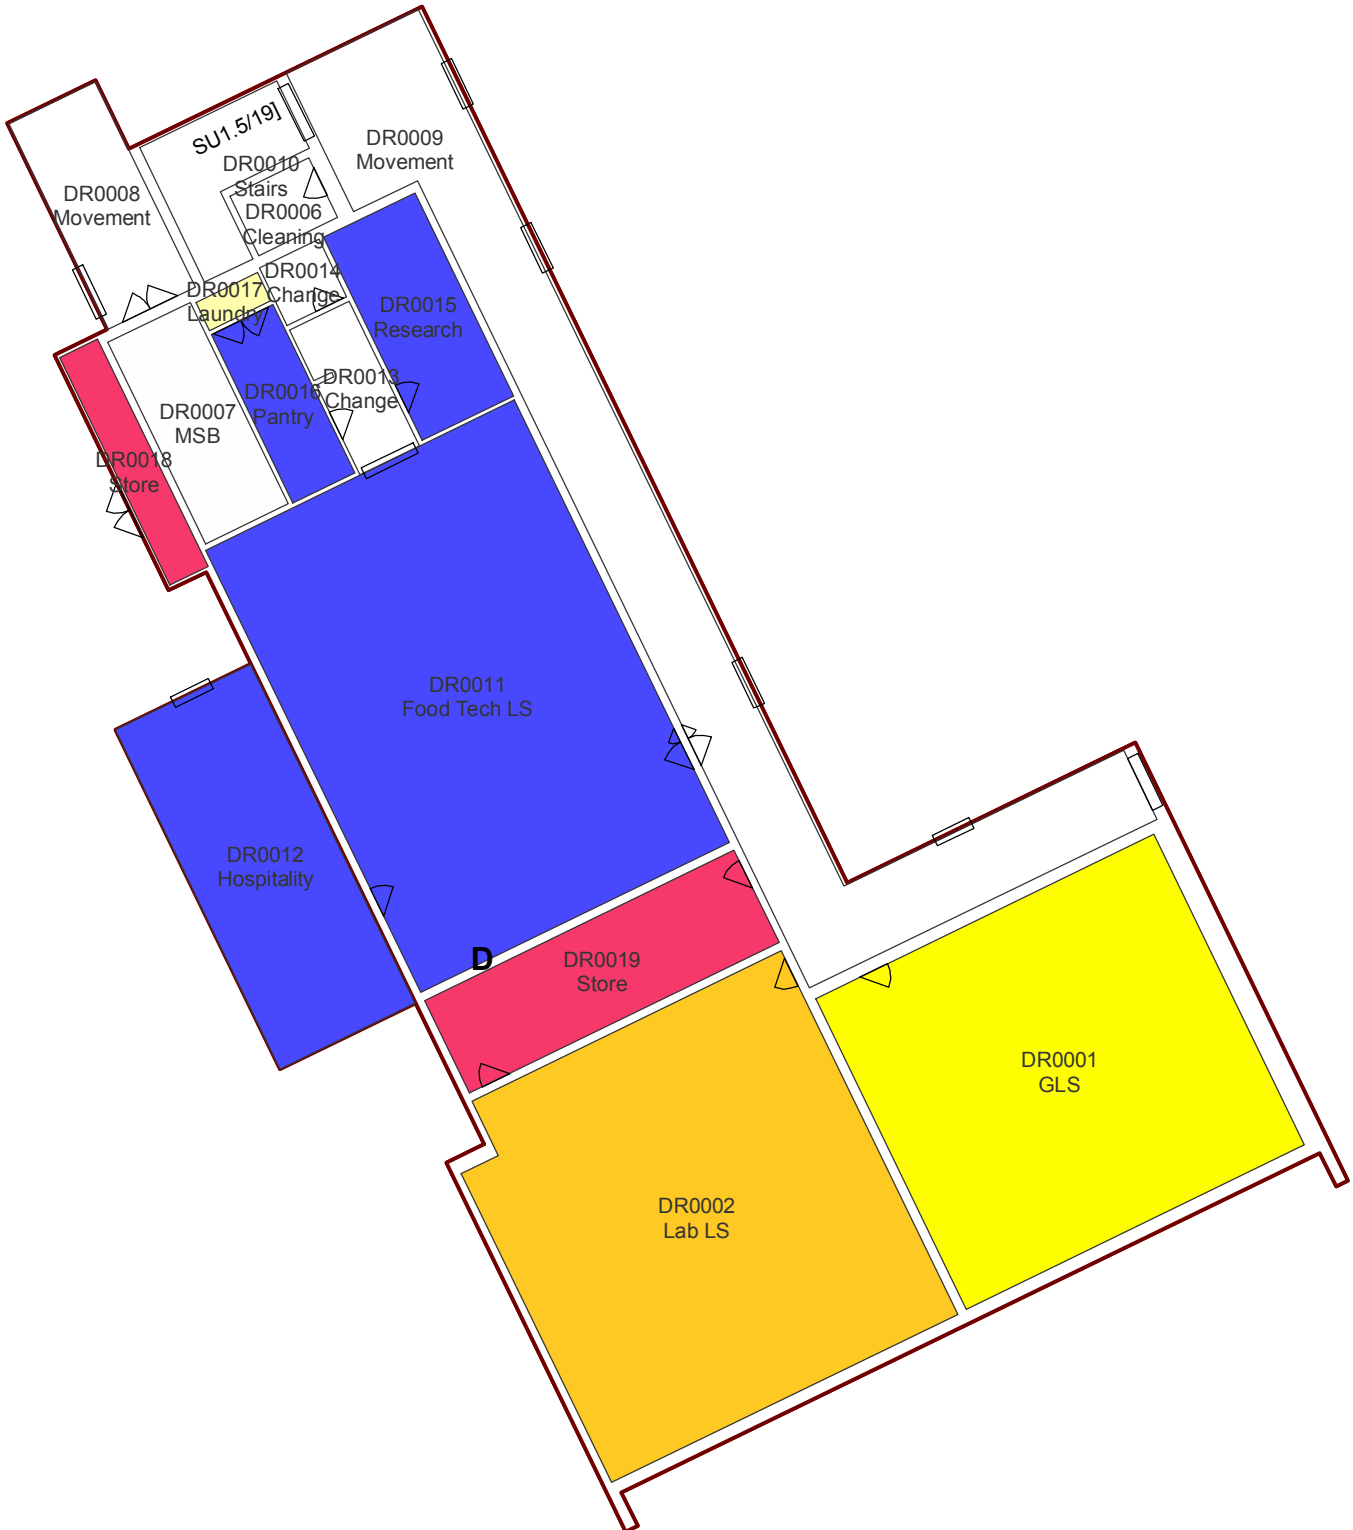 SU1.5/19]
DR0009
Movement
DR0010
Stairs
DR0008
Movement
DR0006
Cleaning
DR0014
Change
DR0017
Laundry
DR0015
Research
DR0013
Change
DR0016
Pantry
DR0007
MSB
DR0018
Store
DR0011
Food Tech LS
DR0012
Hospitality
D
DR0019
Store
DR0001
GLS
DR0002
Lab LS